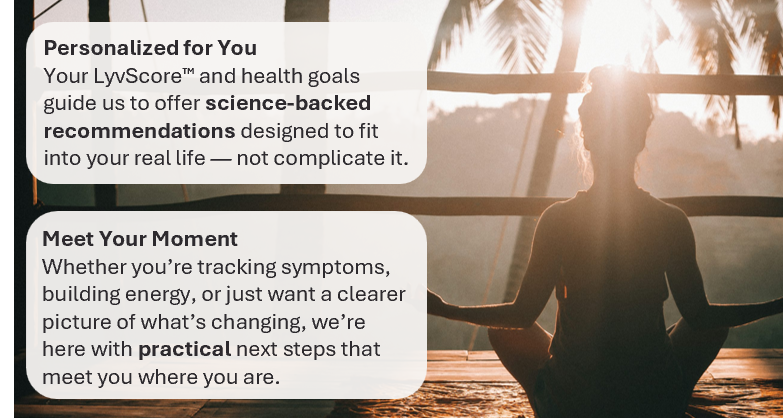 Personalized for You
Your LyvScore™ and health goals
guide us to offer science-backed
recommendations designed to fit
into your real life — not complicate it.
Meet Your Moment
Whether you’re tracking symptoms,
building energy, or just want a clearer
picture of what’s changing, we’re
here with practical next steps that
meet you where you are.